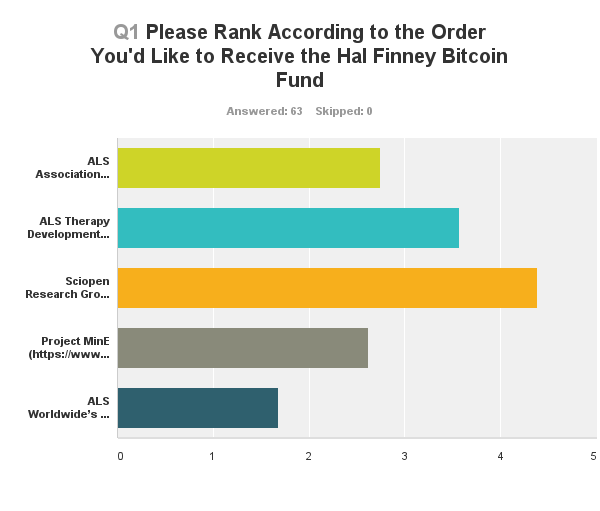 Q1 Please Rank According to the Order
You'd Like to Receive the Hal Finney Bitcoin
Fund
Answered: 63 Skipped: 0
ALS
Association...
ALS Therapy
Development...
Sciopen
Research Gro...
Project MinE
(https://www...
ALS
Worldwide's ...
0 1 2 3 4 5